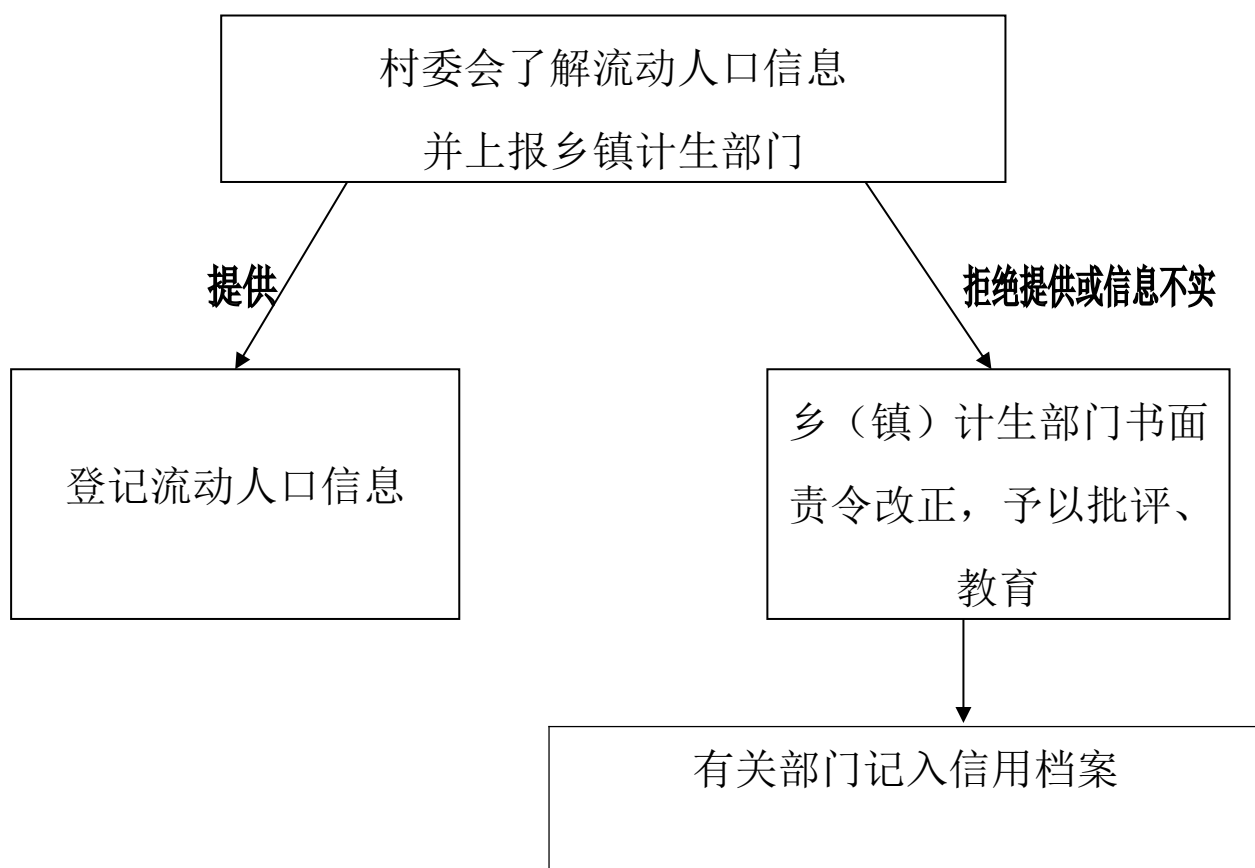 村委会了解流动人口信息
并上报乡镇计生部门
提供
拒绝提供或信息不实
登记流动人口信息
乡（镇）计生部门书面
责令改正，予以批评、
教育
有关部门记入信用档案